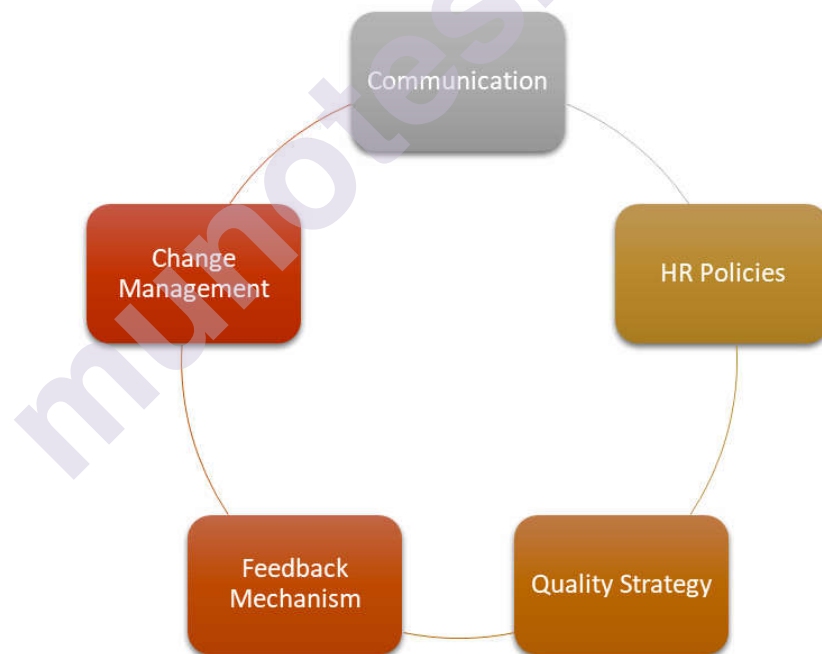 Communication
HR Policies
Quality Strategy
Feedback
Mechanism
Change
Management
munotes